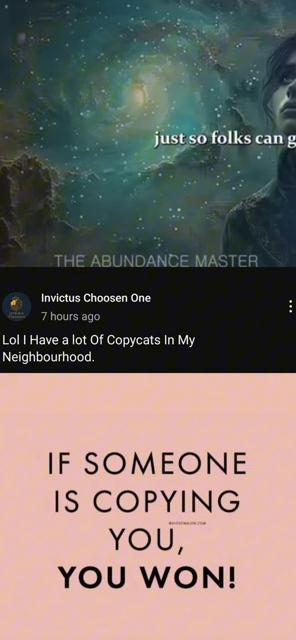 just so folks can g
THE ABUNDANCE MASTER
Invictus Choosen One
7 hours ago
Lol I Have a lot Of Copycats In My
Neighbourhood.
IF SOMEONE
IS COPYING
YOU,
YOU WON!